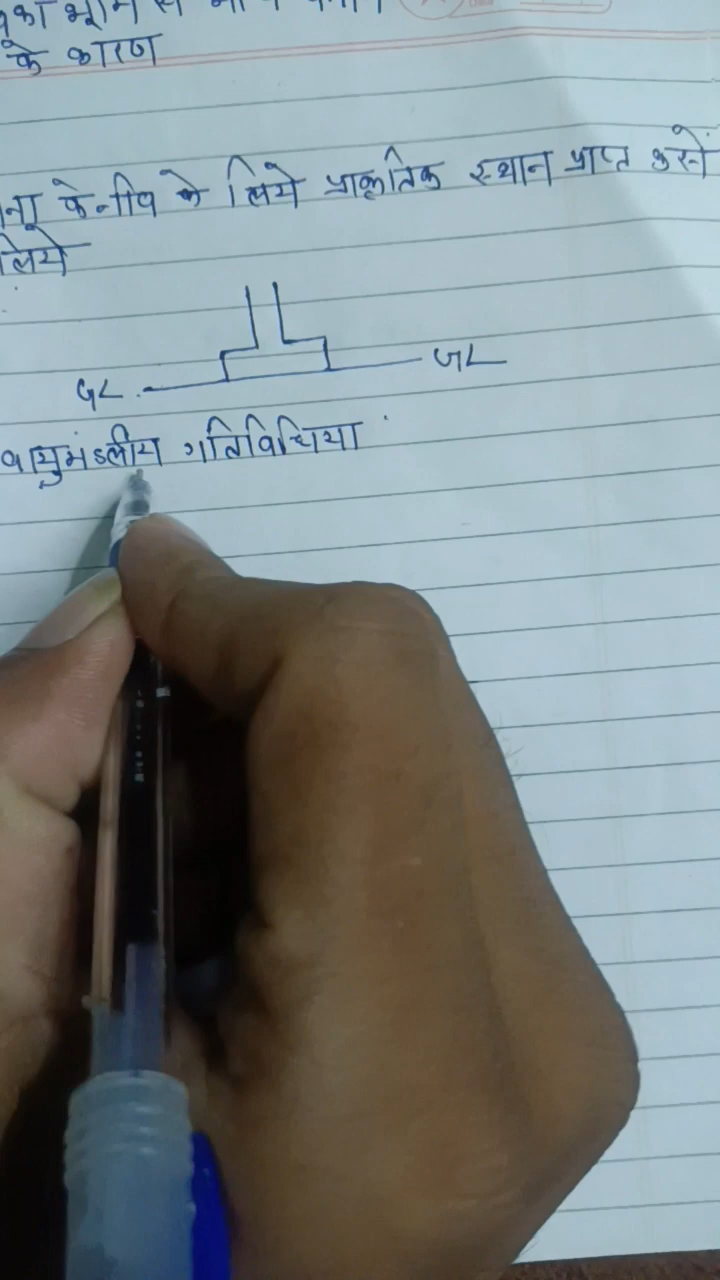 के कारण
के नीव के लिये प्राकृतिक स्थान प्राप्त करने
लिये
GL GL
वायुमंडलीय गतिविधिया